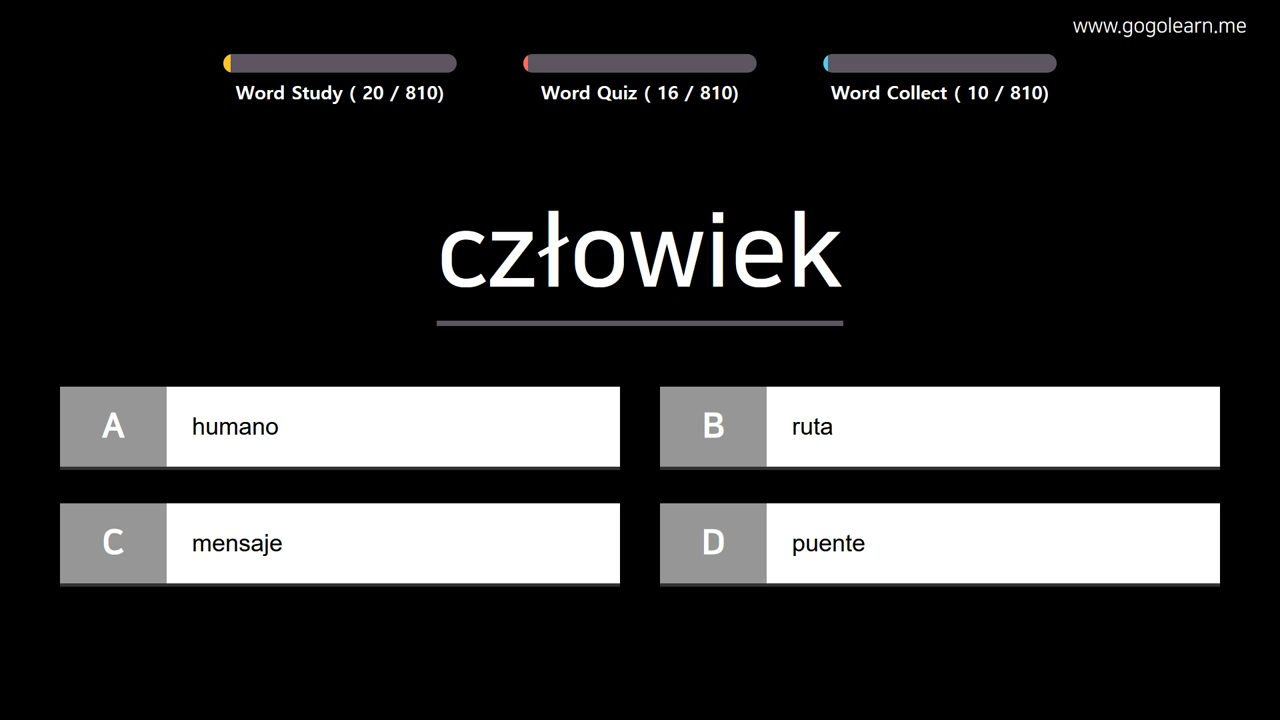 www.gogolearn.me
Word Study ( 20 / 810)
Word Quiz ( 16 / 810)
Word Collect ( 10 / 810)
człowiek
A humano
B ruta
C mensaje
D puente